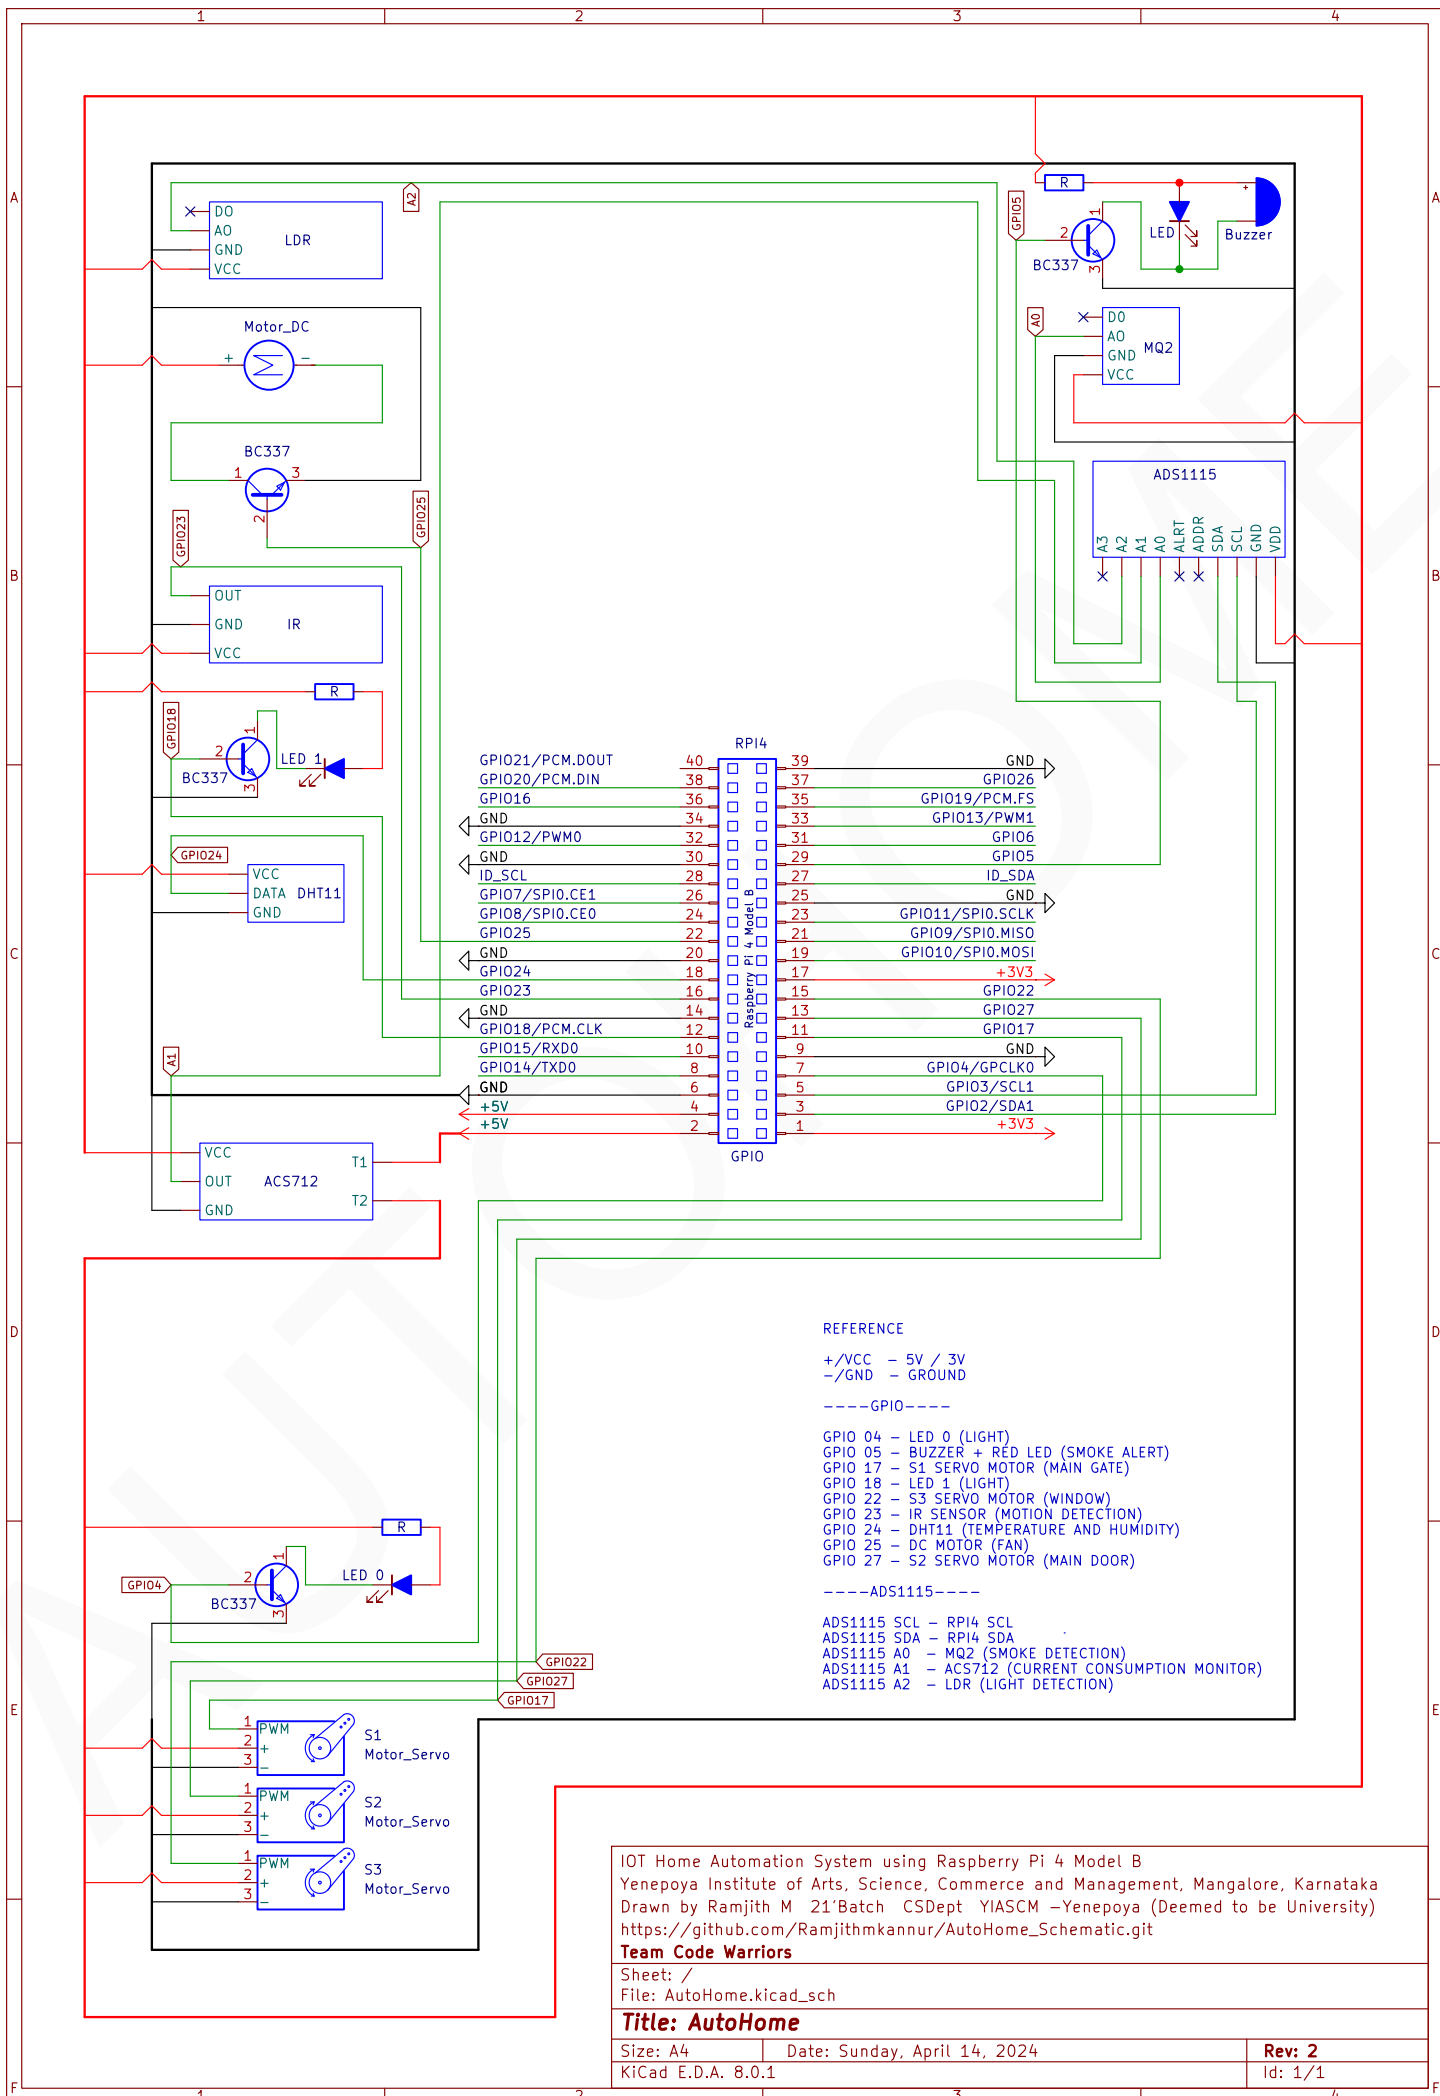 1 2 3 4
A
A
A2
DO
AO
GND
VCC
LDR
GPIO5
R
1
2
3
BC337
LED
+
Buzzer
Motor_DC
+ -
A0
DO
AO
GND
VCC
MQ2
BC337
1 3
2
GPIO25
GPIO23
ADS1115
A3
A2
A1
A0
ALRT
ADDR
SDA
SCL
GND
VDD
B
B
OUT
GND
VCC
IR
R
GPIO18
1
2
3
BC337
LED 1
RPI4
GPIO21/PCM.DOUT 40 39 GND
GPIO20/PCM.DIN 38 37 GPIO26
GPIO16 36 35 GPIO19/PCM.FS
GND 34 33 GPIO13/PWM1
GPIO12/PWM0 32 31 GPIO6
GND 30 29 GPIO5
ID_SCL 28 27 ID_SDA
GPIO7/SPI0.CE1 26 25 GND
GPIO8/SPI0.CE0 24 23 GPIO11/SPI0.SCLK
GPIO25 22 21 GPIO9/SPI0.MISO
GND 20 19 GPIO10/SPI0.MOSI
GPIO24 18 17 +3V3
GPIO23 16 15 GPIO22
GND 14 13 GPIO27
GPIO18/PCM.CLK 12 11 GPIO17
GPIO15/RXD0 10 9 GND
GPIO14/TXD0 8 7 GPIO4/GPCLK0
GND 6 5 GPIO3/SCL1
+5V 4 3 GPIO2/SDA1
+5V 2 1 +3V3
Raspberry Pi 4 Model B
GPIO
GPIO24
VCC
DATA
GND
DHT11
C
C
A1
VCC
OUT
GND
ACS712
T1
T2
AUTOHOME
D
D
REFERENCE
+/VCC - 5V / 3V
-/GND - GROUND
----GPIO----
GPIO 04 - LED 0 (LIGHT)
GPIO 05 - BUZZER + RED LED (SMOKE ALERT)
GPIO 17 - S1 SERVO MOTOR (MAIN GATE)
GPIO 18 - LED 1 (LIGHT)
GPIO 22 - S3 SERVO MOTOR (WINDOW)
GPIO 23 - IR SENSOR (MOTION DETECTION)
GPIO 24 - DHT11 (TEMPERATURE AND HUMIDITY)
GPIO 25 - DC MOTOR (FAN)
GPIO 27 - S2 SERVO MOTOR (MAIN DOOR)
----ADS1115----
ADS1115 SCL - RPI4 SCL
ADS1115 SDA - RPI4 SDA
ADS1115 A0 - MQ2 (SMOKE DETECTION)
ADS1115 A1 - ACS712 (CURRENT CONSUMPTION MONITOR)
ADS1115 A2 - LDR (LIGHT DETECTION)
R
GPIO4
1
2
3
BC337
LED 0
GPIO22
GPIO27
GPIO17
E
E
1 PWM
2 +
3 -
S1
Motor_Servo
1 PWM
2 +
3 -
S2
Motor_Servo
1 PWM
2 +
3 -
S3
Motor_Servo
IOT Home Automation System using Raspberry Pi 4 Model B
Yenepoya Institute of Arts, Science, Commerce and Management, Mangalore, Karnataka
Drawn by Ramjith M 21'Batch CSDept YIASCM -Yenepoya (Deemed to be University)
https://github.com/Ramjithmkannur/AutoHome_Schematic.git
Team Code Warriors
Sheet: /
File: AutoHome.kicad_sch
Title: AutoHome
Size: A4 Date: Sunday, April 14, 2024 Rev: 2
KiCad E.D.A. 8.0.1 Id: 1/1
F
F
1 2 3 4